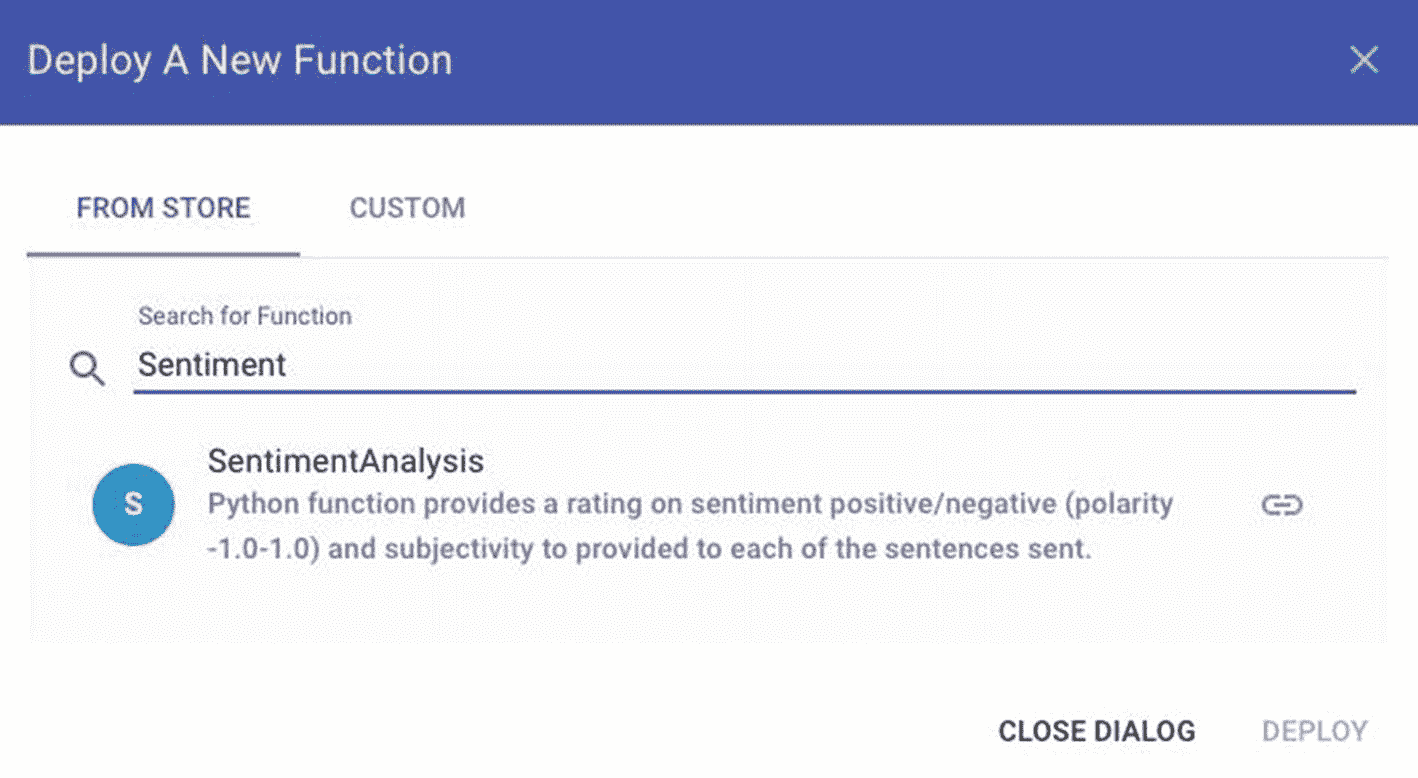 Deploy A New Function
FROM STORE
CUSTOM
Search for Function
Sentiment
SentimentAnalysis
S
Python function provides a rating on sentiment positive/negative (polarity
-1.0-1.0) and subjectivity to provided to each of the sentences sent.
CLOSE DIALOG
DEPLOY